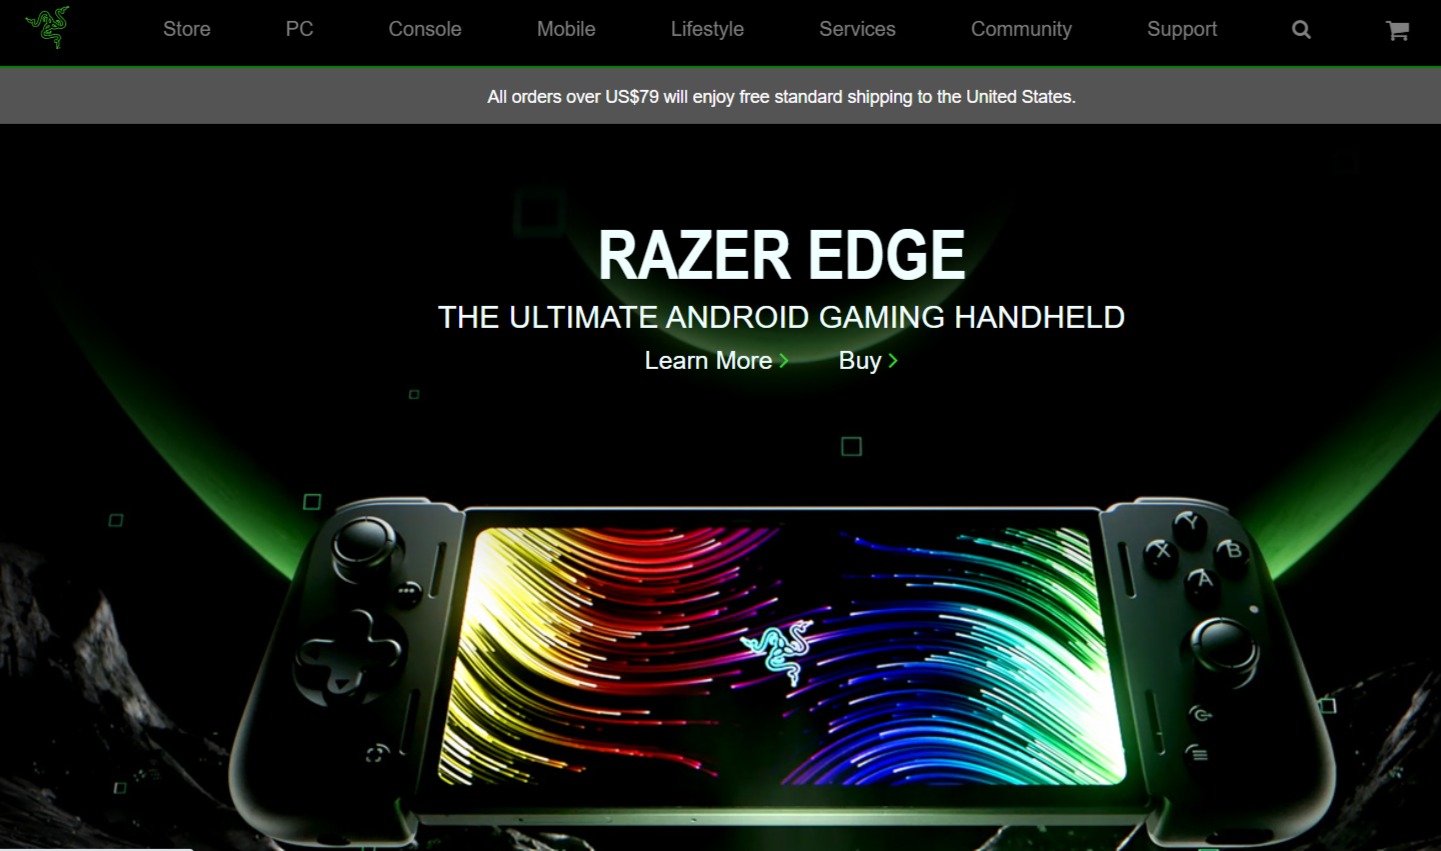 Store PC Console Mobile Lifestyle Services Community Support
All orders over US$79 will enjoy free standard shipping to the United States.
RAZER EDGE
THE ULTIMATE ANDROID GAMING HANDHELD
Learn More Buy
Y
X B
A